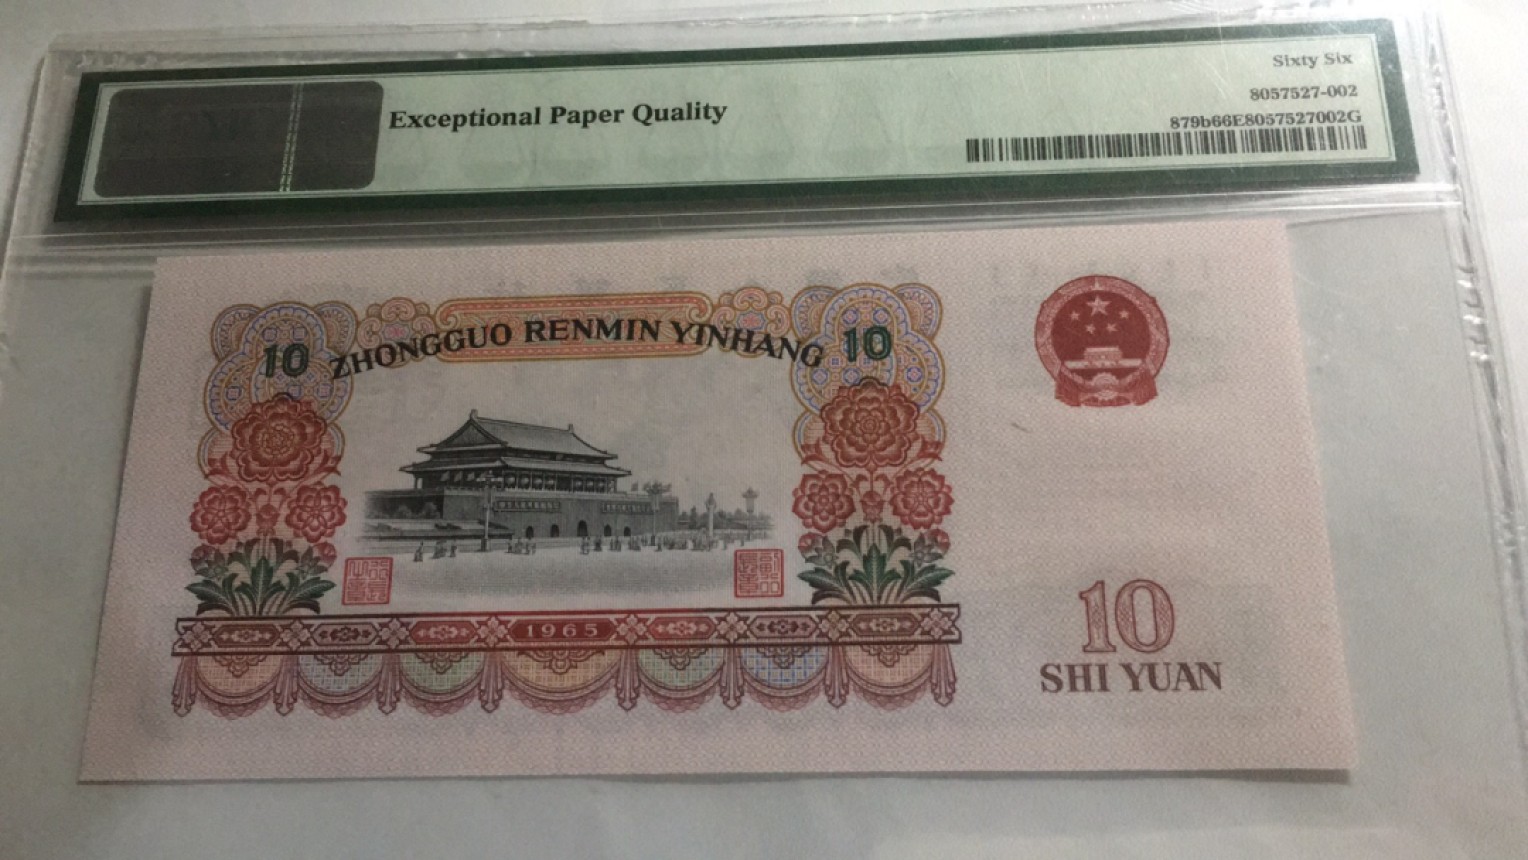 Sixty Six
Exceptional Paper Quality
8057527-002
879b66E8057527002G
ZHONGGUO RENMIN YINHANG
10
10
1965
10
SHI YUAN